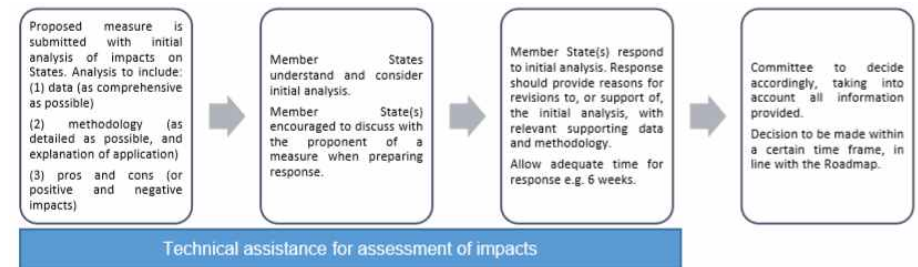 Proposed measure is
submitted with initial
analysis of impacts on
States. Analysis to include:
(1) data (as comprehensive
as possible)
(2) methodology (as
detailed as possible, and
explanation of application)
(3) pros and cons (or
positive and negative
impacts)
Member States
understand and consider
initial analysis.
Member State(s)
encouraged to discuss with
the proponent of a
measure when preparing
response.
Member State(s) respond
to initial analysis. Response
should provide reasons for
revisions to, or support of,
the initial analysis, with
relevant supporting data
and methodology.
Allow adequate time for
response e.g. 6 weeks.
Committee to decide
accordingly, taking into
account all information
provided.
Decision to be made within
a certain time frame, in
line with the Roadmap.
Technical assistance for assessment of impacts